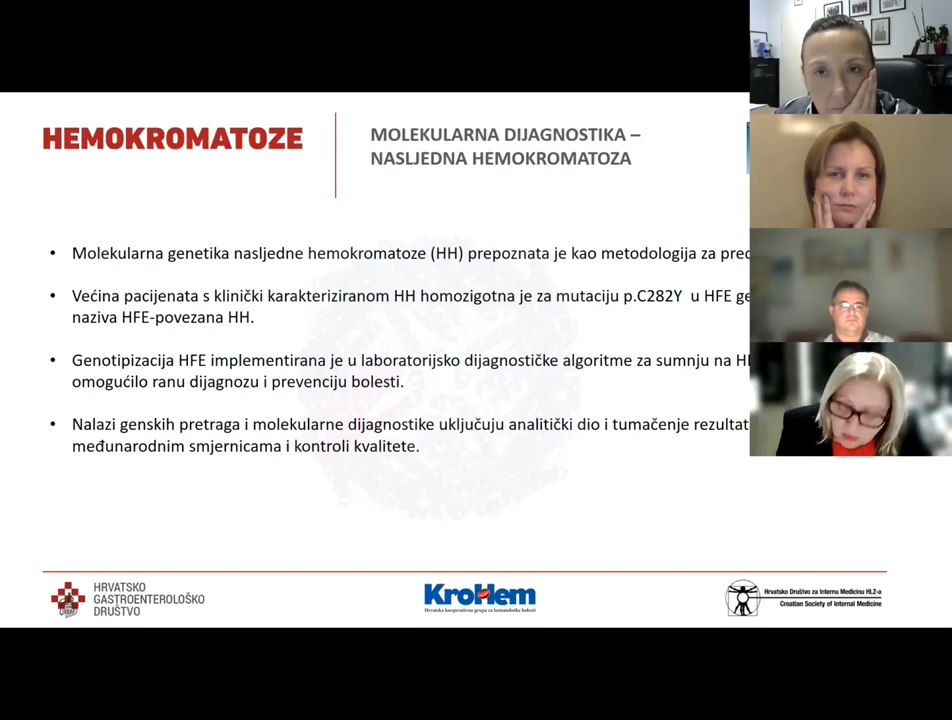 HEMOKROMATOZE
MOLEKULARNA DIJAGNOSTIKA –
NASLJEDNA HEMOKROMATOZA
• Molekularna genetika nasljedne hemokromatoze (HH) prepoznata je kao metodologija za
• Većina pacijenata s klinički karakteriziranom HH homozigotna je za mutaciju p.C282Y u HFE
naziva HFE-povezana HH.
• Genotipizacija HFE implementirana je u laboratorijsko dijagnostičke algoritme za sumnju na
omogućilo ranu dijagnozu i prevenciju bolesti.
• Nalazi genskih pretraga i molekularne dijagnostike uključuju analitički dio i tumačenje
međunarodnim smjernicama i kontroli kvalitete.
HRVATSKO
GASTROENTEROLOŠKO
DRUŠTVO
KroHem
Hrvatska kooperativna grupa za hematološke bolesti
Hrvatsko Društvo za Internu Medicinu HLZ-a
Croatian Society of Internal Medicine